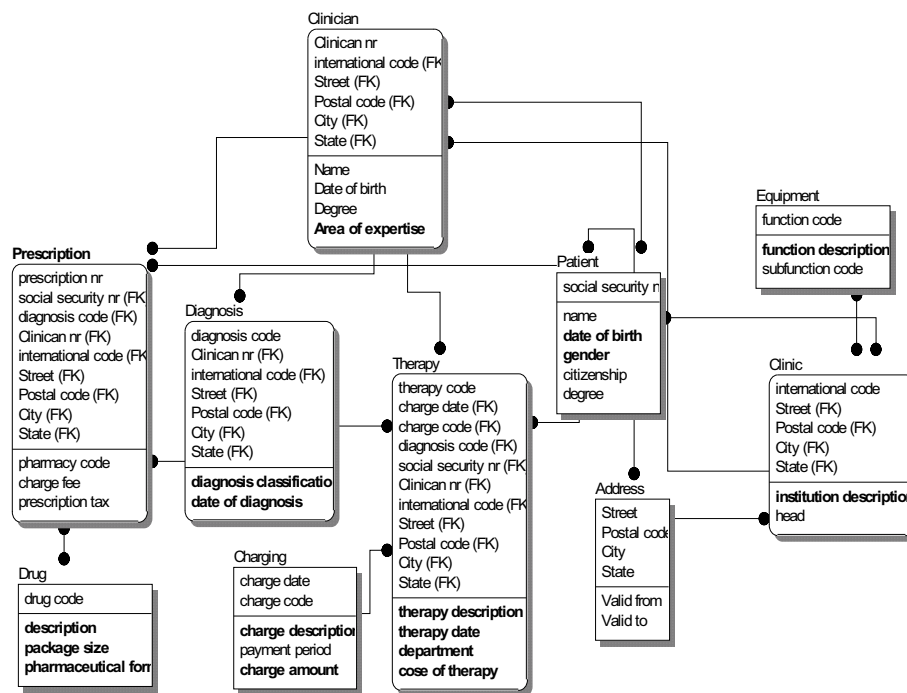 Clinician
Clinican nr
international code (FK
Street (FK)
Postal code (FK)
City (FK)
State (FK)
Name
Date of birth
Degree
Area of expertise
Equipment
function code
function description
subfunction code
Prescription
prescription nr
social security nr (FK
diagnosis code (FK)
Clinican nr (FK)
international code (FK
Street (FK)
Postal code (FK)
City (FK)
State (FK)
pharmacy code
charge fee
prescription tax
Patient
social security n
name
date of birth
gender
citizenship
degree
Diagnosis
diagnosis code
Clinican nr (FK)
international code (FK
Street (FK)
Postal code (FK)
City (FK)
State (FK)
diagnosis classificatio
date of diagnosis
Therapy
therapy code
charge date (FK)
charge code (FK)
diagnosis code (FK)
social security nr (FK
Clinican nr (FK)
international code (FK
Street (FK)
Postal code (FK)
City (FK)
State (FK)
therapy description
therapy date
department
cose of therapy
Clinic
international code
Street (FK)
Postal code (FK)
City (FK)
State (FK)
institution description
head
Address
Street
Postal code
City
State
Valid from
Valid to
Charging
charge date
charge code
charge description
payment period
charge amount
Drug
drug code
description
package size
pharmaceutical form